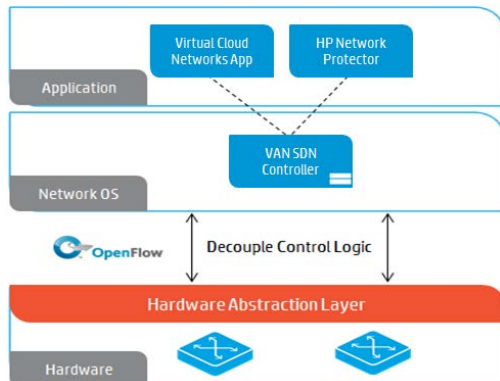 Virtual Cloud
Networks App
HP Network
Protector
Application
VAN SDN
Controller
Network OS
OpenFlow
Decouple Control Logic
Hardware Abstraction Layer
Hardware